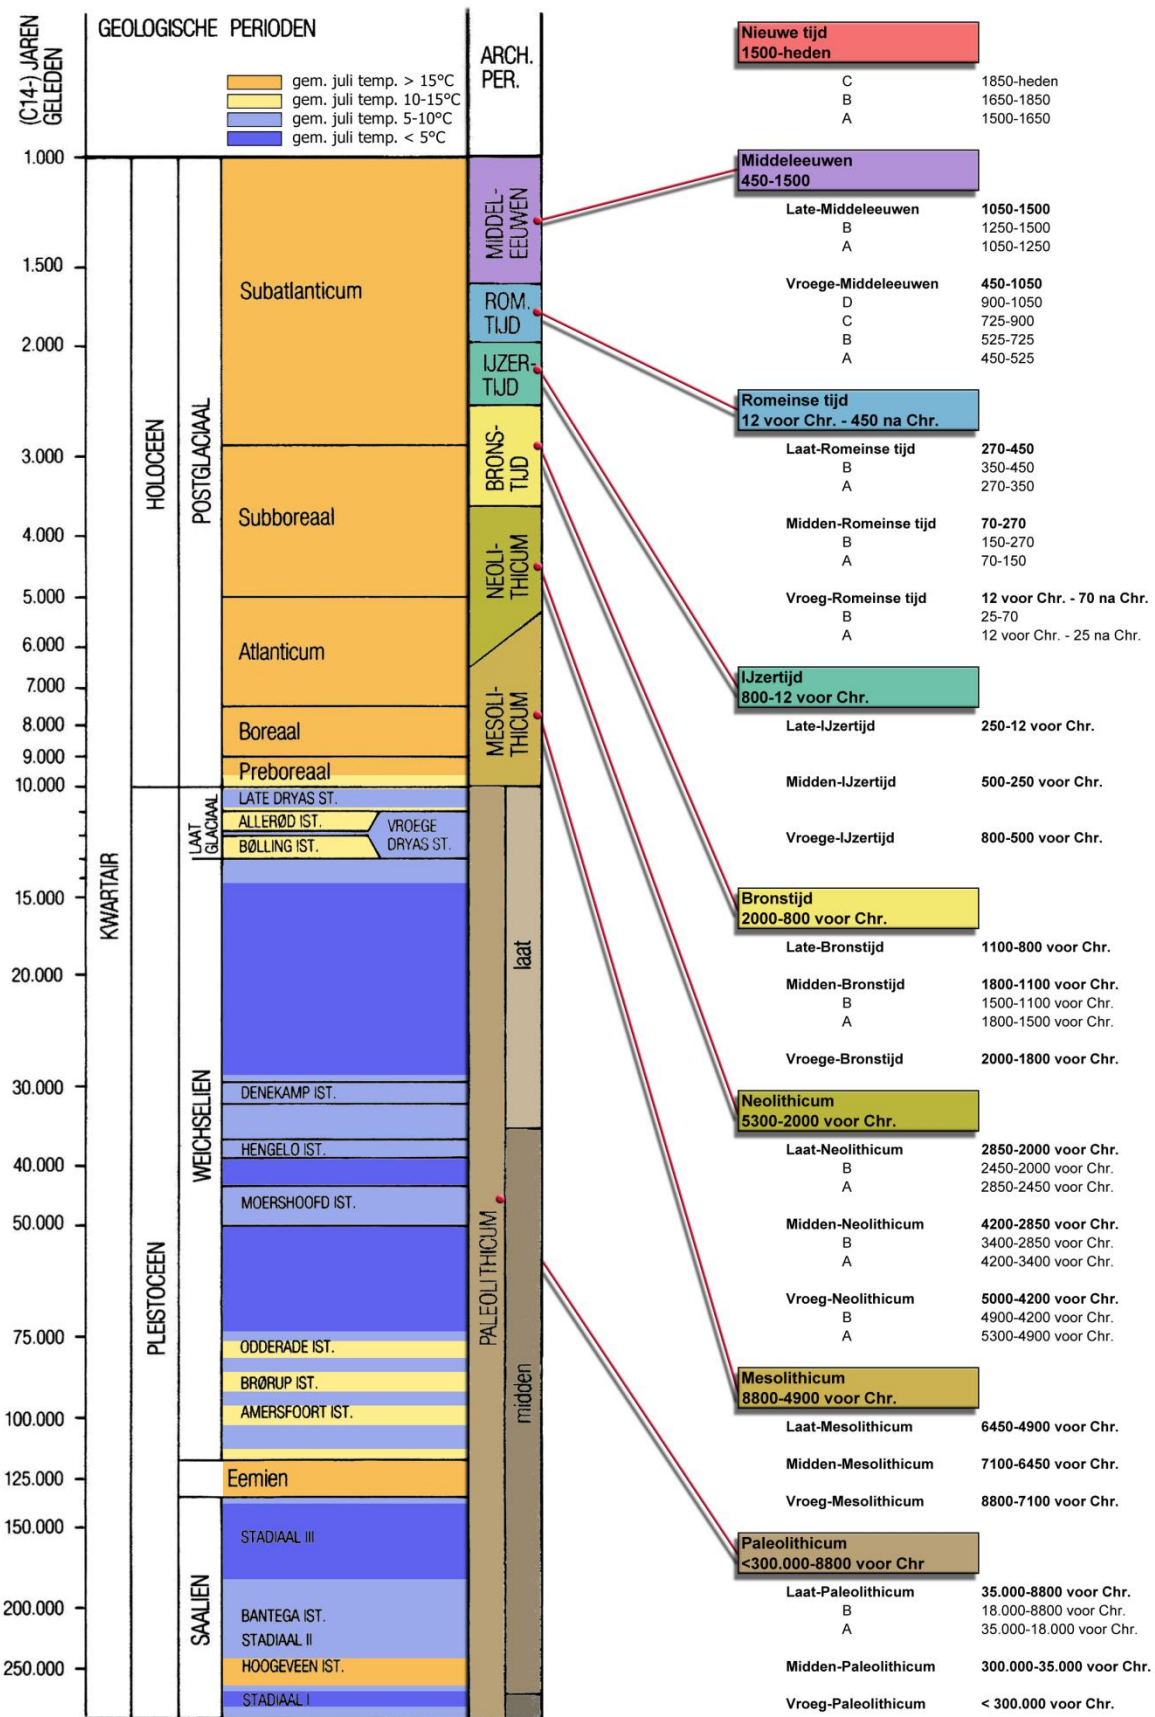 (C14-) JAREN
GELEDEN
GEOLOGISCHE PERIODEN
gem. juli temp. > 15°C
gem. juli temp. 10-15°C
gem. juli temp. 5-10°C
gem. juli temp. < 5°C
ARCH.
PER.
1.000
1.500
2.000
3.000
4.000
5.000
6.000
7.000
8.000
9.000
10.000
15.000
20.000
30.000
40.000
50.000
75.000
100.000
125.000
150.000
200.000
250.000
KWARTAIR
HOLOCEEN
PLEISTOCEEN
POSTGLACIAAL
LAAT
GLACIAAL
WEICHSELIEN
SAALIEN
Subatlanticum
Subboreaal
Atlanticum
Boreaal
Preboreaal
LATE DRYAS ST.
ALLERØD IST.
VROEGE
DRYAS ST.
BØLLING IST.
DENEKAMP IST.
HENGELO IST.
MOERSHOOFD IST.
ODDERADE IST.
BRØRUP IST.
AMERSFOORT IST.
Eemien
STADIAAL III
BANTEGA IST.
STADIAAL II
HOOGEVEEN IST.
STADIAAL I
MIDDEL-
EEUWEN
ROM.
TIJD
IJZER-
TIJD
BRONS-
TIJD
NEOLI-
THICUM
MESOLI-
THICUM
PALEOLITHICUM
laat
midden
Nieuwe tijd
1500-heden
C 1850-heden
B 1650-1850
A 1500-1650
Middeleeuwen
450-1500
Late-Middeleeuwen 1050-1500
B 1250-1500
A 1050-1250
Vroege-Middeleeuwen 450-1050
D 900-1050
C 725-900
B 525-725
A 450-525
Romeinse tijd
12 voor Chr. - 450 na Chr.
Laat-Romeinse tijd 270-450
B 350-450
A 270-350
Midden-Romeinse tijd 70-270
B 150-270
A 70-150
Vroeg-Romeinse tijd 12 voor Chr. - 70 na Chr.
B 25-70
A 12 voor Chr. - 25 na Chr.
IJzertijd
800-12 voor Chr.
Late-IJzertijd 250-12 voor Chr.
Midden-IJzertijd 500-250 voor Chr.
Vroege-IJzertijd 800-500 voor Chr.
Bronstijd
2000-800 voor Chr.
Late-Bronstijd 1100-800 voor Chr.
Midden-Bronstijd 1800-1100 voor Chr.
B 1500-1100 voor Chr.
A 1800-1500 voor Chr.
Vroege-Bronstijd 2000-1800 voor Chr.
Neolithicum
5300-2000 voor Chr.
Laat-Neolithicum 2850-2000 voor Chr.
B 2450-2000 voor Chr.
A 2850-2450 voor Chr.
Midden-Neolithicum 4200-2850 voor Chr.
B 3400-2850 voor Chr.
A 4200-3400 voor Chr.
Vroeg-Neolithicum 5000-4200 voor Chr.
B 4900-4200 voor Chr.
A 5300-4900 voor Chr.
Mesolithicum
8800-4900 voor Chr.
Laat-Mesolithicum 6450-4900 voor Chr.
Midden-Mesolithicum 7100-6450 voor Chr.
Vroeg-Mesolithicum 8800-7100 voor Chr.
Paleolithicum
<300.000-8800 voor Chr
Laat-Paleolithicum 35.000-8800 voor Chr.
B 18.000-8800 voor Chr.
A 35.000-18.000 voor Chr.
Midden-Paleolithicum 300.000-35.000 voor Chr.
Vroeg-Paleolithicum < 300.000 voor Chr.